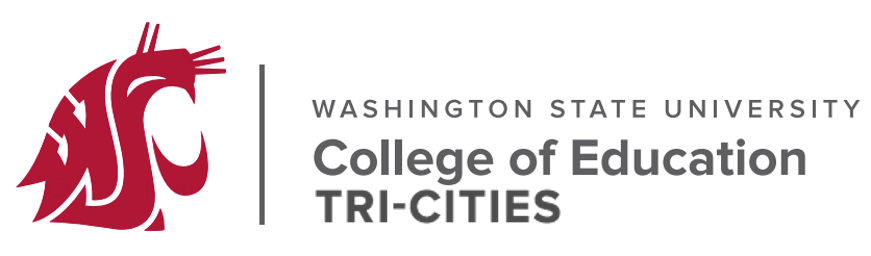 WASHINGTON STATE UNIVERSITY
College of Education
TRI-CITIES